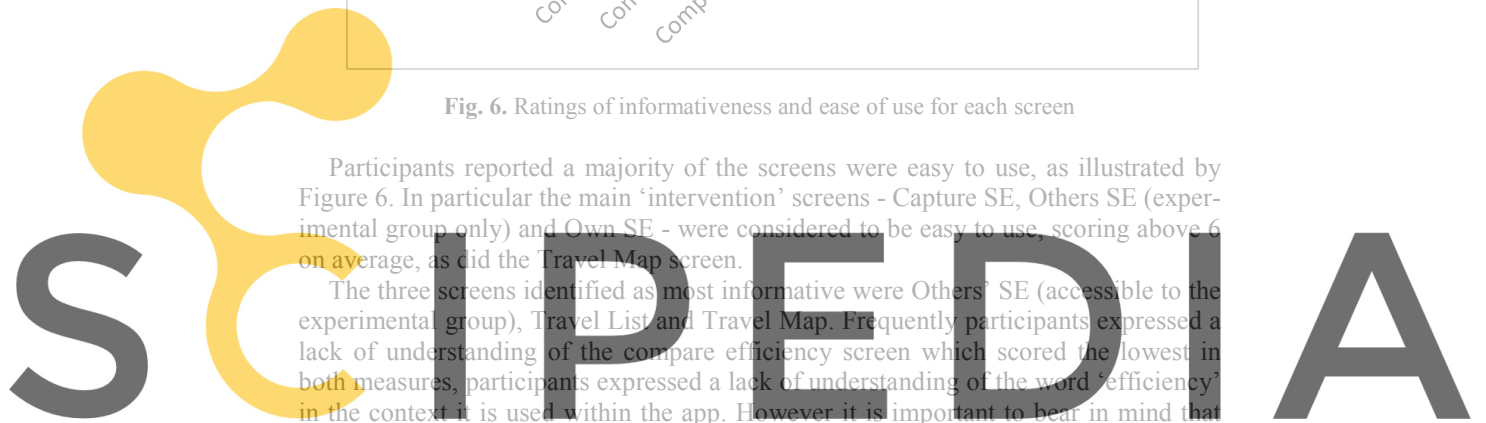 Fig. 6. Ratings of informativeness and ease of use for each screen
Participants reported a majority of the screens were easy to use, as illustrated by
Figure 6. In particular the main ‘intervention’ screens - Capture SE, Others SE (exper-
imental group only) and Own SE - were considered to be easy to use, scoring above 6
on average, as did the Travel Map screen.
The three screens identified as most informative were Others’ SE (accessible to the
experimental group), Travel List and Travel Map. Frequently participants expressed a
lack of understanding of the compare efficiency screen which scored the lowest in
both measures, participants expressed a lack of understanding of the word ‘efficiency’
in the context it is used within the app. However it is important to bear in mind that
SCIPEDIA